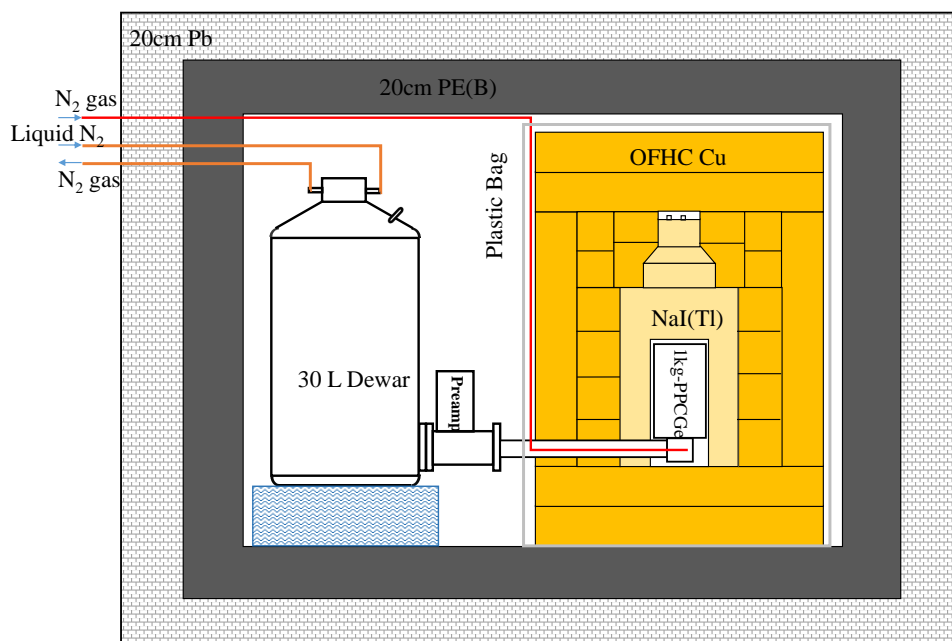 20cm Pb
20cm PE(B)
N₂ gas
Liquid N₂
N₂ gas
OFHC Cu
Plastic Bag
NaI(Tl)
1kg-PPCGe
30 L Dewar
Preamp